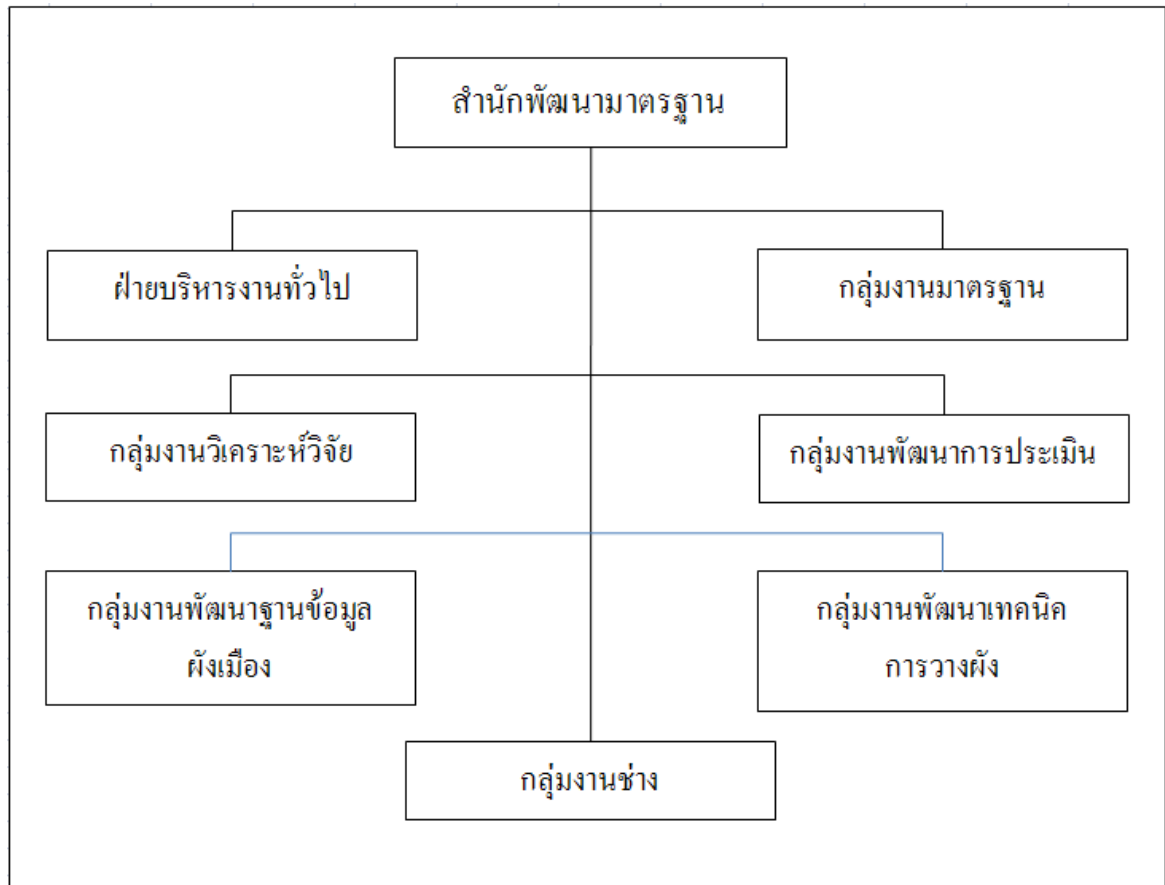 สำนักพัฒนามาตรฐาน
ฝ่ายบริหารงานทั่วไป
กลุ่มงานมาตรฐาน
กลุ่มงานวิเคราะห์วิจัย
กลุ่มงานพัฒนาการประเมิน
กลุ่มงานพัฒนาฐานข้อมูล
ผังเมือง
กลุ่มงานพัฒนาเทคนิค
การวางผัง
กลุ่มงานช่าง